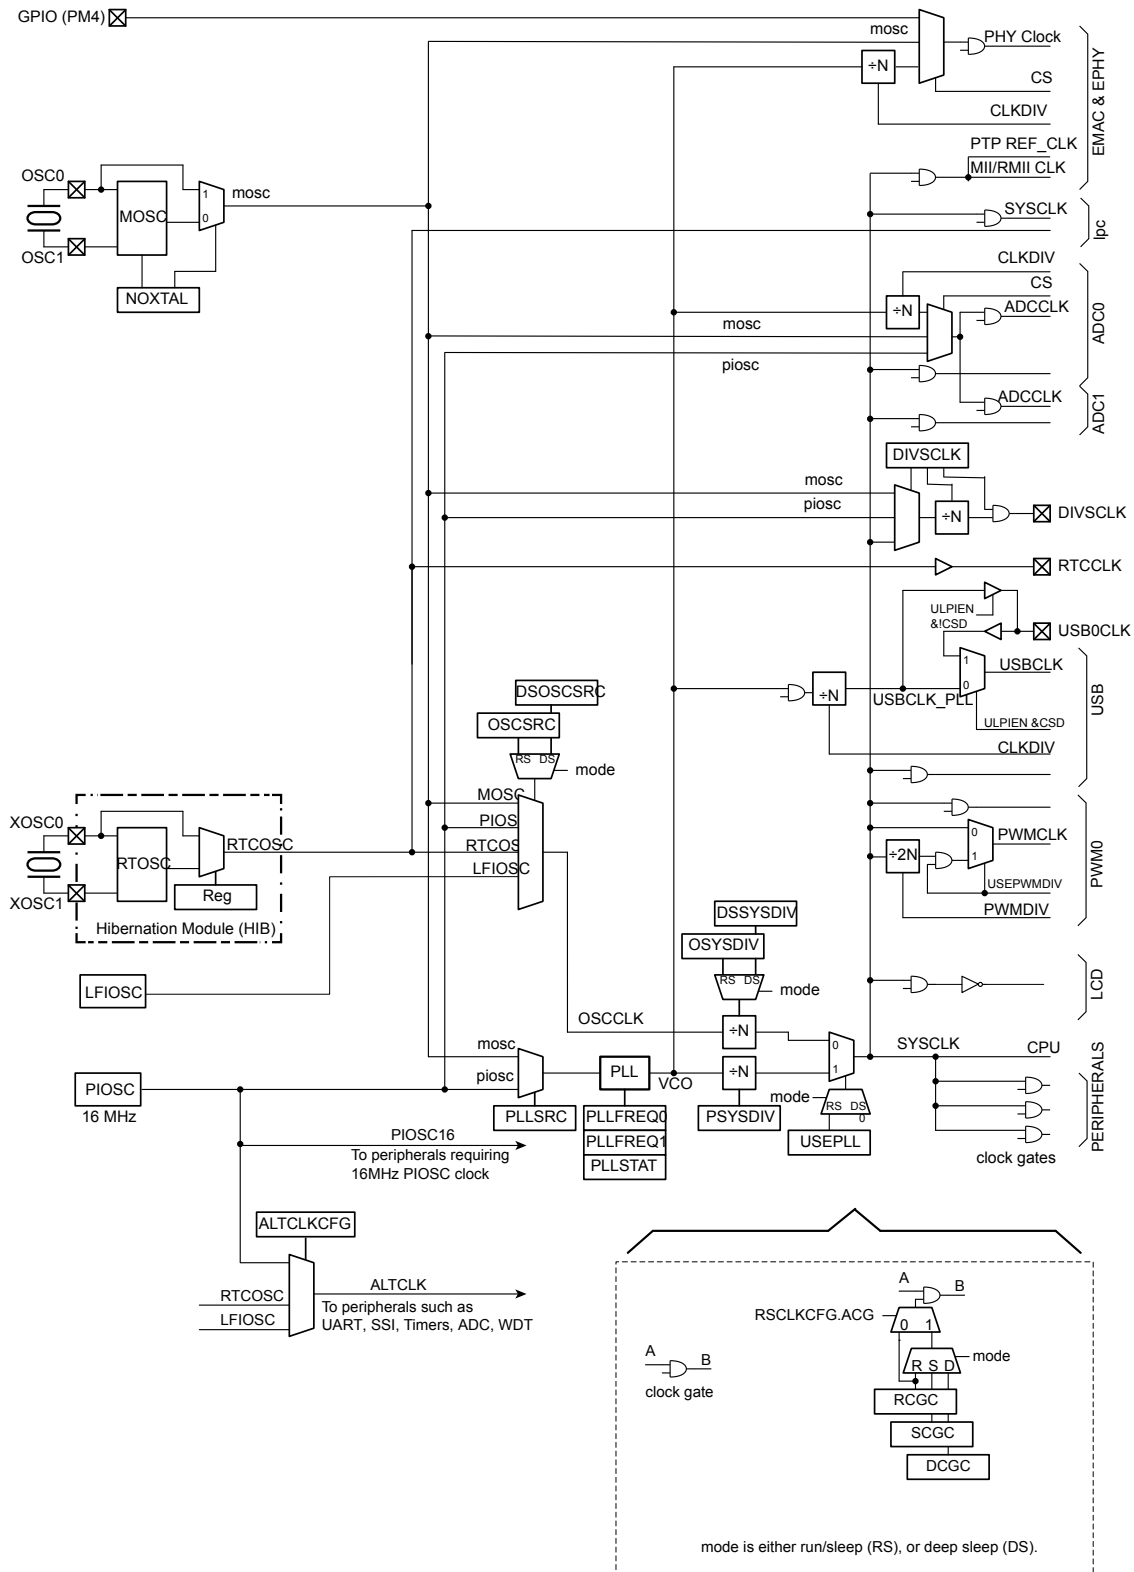 GPIO (PM4)
mosc
PHY Clock
÷N
CS
CLKDIV
EMAC & EPHY
PTP REF_CLK
MII/RMII CLK
OSC0
MOSC
1
0
mosc
OSC1
NOXTAL
SYSCLK
lpc
CLKDIV
CS
÷N
ADCCLK
mosc
piosc
ADC0
ADCCLK
ADC1
DIVSCLK
mosc
piosc
÷N
DIVSCLK
RTCCLK
ULPIEN
&!CSD
USB0CLK
1
0
USBCLK
÷N
USBCLK_PLL
ULPIEN &CSD
CLKDIV
USB
DSOSCSRC
OSCSRC
RS DS
mode
MOSC
PIOS
RTCOS
LFIOSC
XOSC0
RTOSC
RTCOSC
XOSC1
Reg
Hibernation Module (HIB)
0
1
PWMCLK
÷2N
USEPWMDIV
PWMDIV
PWM0
DSSYSDIV
OSYSDIV
RS DS
mode
LFIOSC
LCD
OSCCLK
÷N
0
1
SYSCLK
CPU
mosc
piosc
PLL
VCO
÷N
PIOSC
16 MHz
PLLSRC
PLLFREQ0
PLLFREQ1
PLLSTAT
PSYSDIV
mode
RS DS
0
USEPLL
PERIPHERALS
clock gates
PIOSC16
To peripherals requiring
16MHz PIOSC clock
ALTCLKCFG
RTCOSC
LFIOSC
ALTCLK
To peripherals such as
UART, SSI, Timers, ADC, WDT
A
B
RSCLKCFG.ACG
0 1
A
B
clock gate
R S D
mode
RCGC
SCGC
DCGC
mode is either run/sleep (RS), or deep sleep (DS).